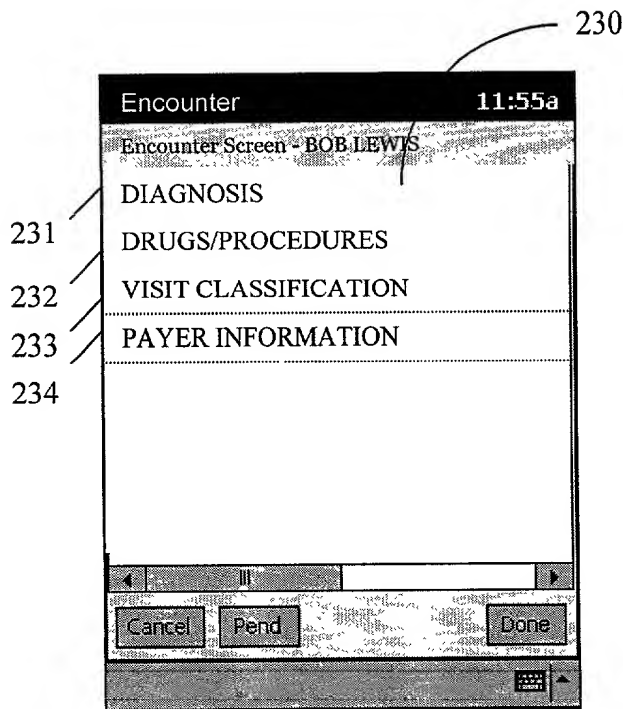 230
Encounter 11:55a
Encounter Screen - BOB LEWIS
DIAGNOSIS
231
DRUGS/PROCEDURES
232
VISIT CLASSIFICATION
233
PAYER INFORMATION
234
Cancel Pend Done